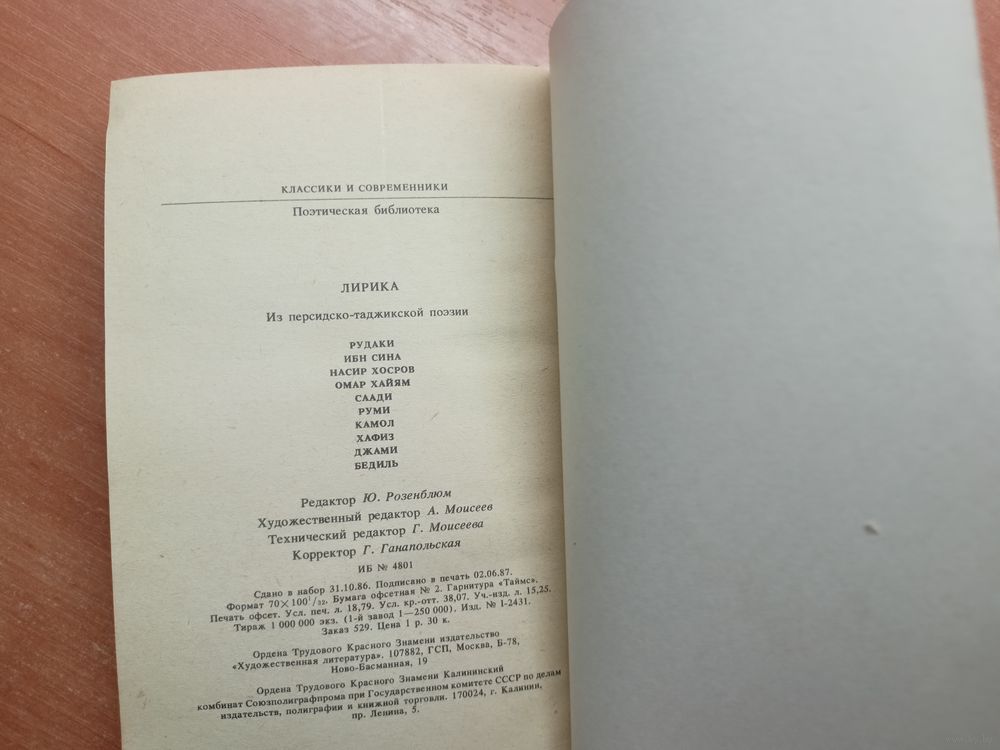 КЛАССИКИ И СОВРЕМЕННИКИ
Поэтическая библиотека
ЛИРИКА
Из персидско-таджикской поэзии
РУДАКИ
ИБН СИНА
НАСИР ХОСРОВ
ОМАР ХАЙЯМ
СААДИ
РУМИ
КАМОЛ
ХАФИЗ
ДЖАМИ
БЕДИЛЬ
Редактор Ю. Розенблюм
Художественный редактор А. Моисеев
Технический редактор Г. Моисеева
Корректор Г. Ганапольская
ИБ № 4801
Сдано в набор 31.10.86. Подписано в печать 02.06.87.
Формат 70×100¹/₃₂. Бумага офсетная № 2. Гарнитура «Таймс».
Печать офсет. Усл. печ. л. 18,79. Усл. кр.-отт. 38,07. Уч.-изд. л. 15,25.
Тираж 1 000 000 экз. (1-й завод 1—250 000). Изд. № I-2431.
Заказ 529. Цена 1 р. 30 к.
Ордена Трудового Красного Знамени издательство
«Художественная литература». 107882, ГСП, Москва, Б-78,
Ново-Басманная, 19
Ордена Трудового Красного Знамени Калининский
комбинат Союзполиграфпрома при Государственном комитете СССР по делам
издательств, полиграфии и книжной торговли. 170024, г. Калинин,
пр. Ленина, 5.